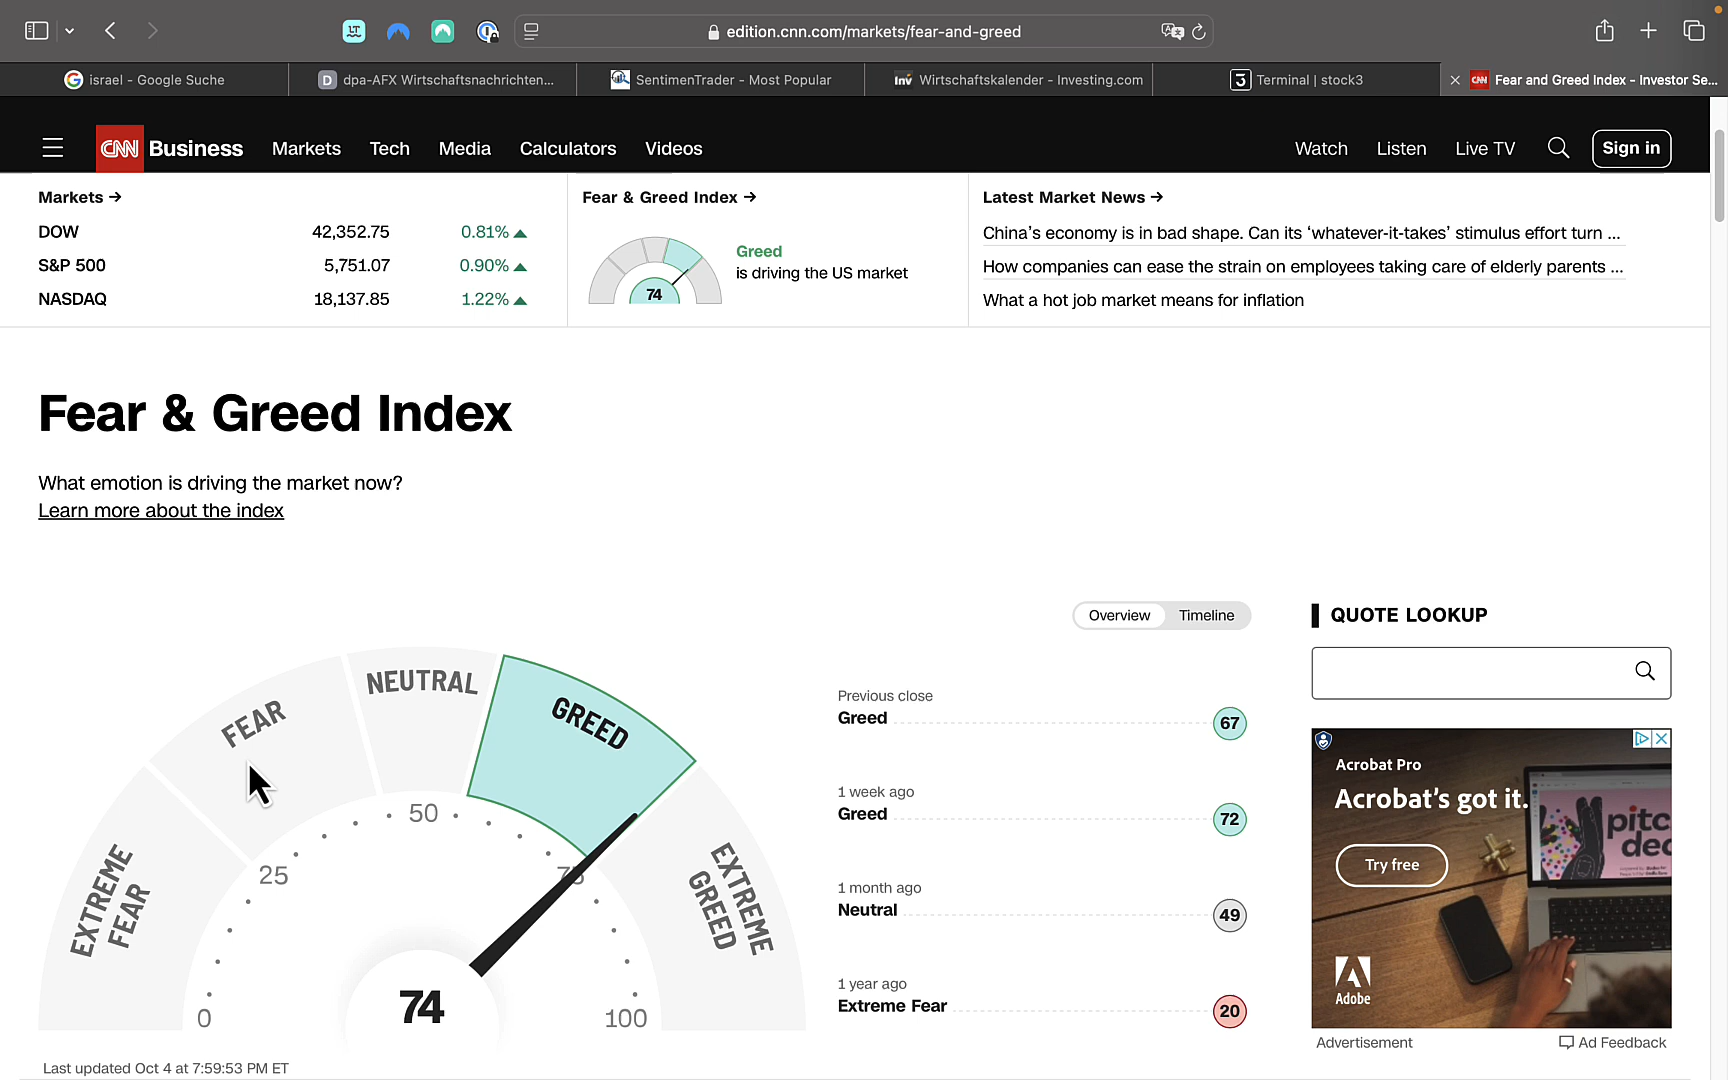 edition.cnn.com/markets/fear-and-greed
israel - Google Suche
D dpa-AFX Wirtschaftsnachrichten...
SentimenTrader - Most Popular
Inv Wirtschaftskalender - Investing.com
Terminal | stock3
CNN Fear and Greed Index - Investor Se...
CNN Business Markets Tech Media Calculators Videos Watch Listen Live TV Sign in
Markets →
DOW 42,352.75 0.81%
S&P 500 5,751.07 0.90%
NASDAQ 18,137.85 1.22%
Fear & Greed Index →
Greed
is driving the US market
74
Latest Market News →
China’s economy is in bad shape. Can its ‘whatever-it-takes’ stimulus effort turn ...
How companies can ease the strain on employees taking care of elderly parents ...
What a hot job market means for inflation
Fear & Greed Index
What emotion is driving the market now?
Learn more about the index
Overview Timeline
EXTREME
FEAR
FEAR
NEUTRAL
GREED
EXTREME
GREED
0
25
50
75
100
74
Last updated Oct 4 at 7:59:53 PM ET
Previous close
Greed 67
1 week ago
Greed 72
1 month ago
Neutral 49
1 year ago
Extreme Fear 20
QUOTE LOOKUP
Acrobat Pro
Acrobat’s got it.
Try free
Adobe
pitc
dec
Advertisement Ad Feedback